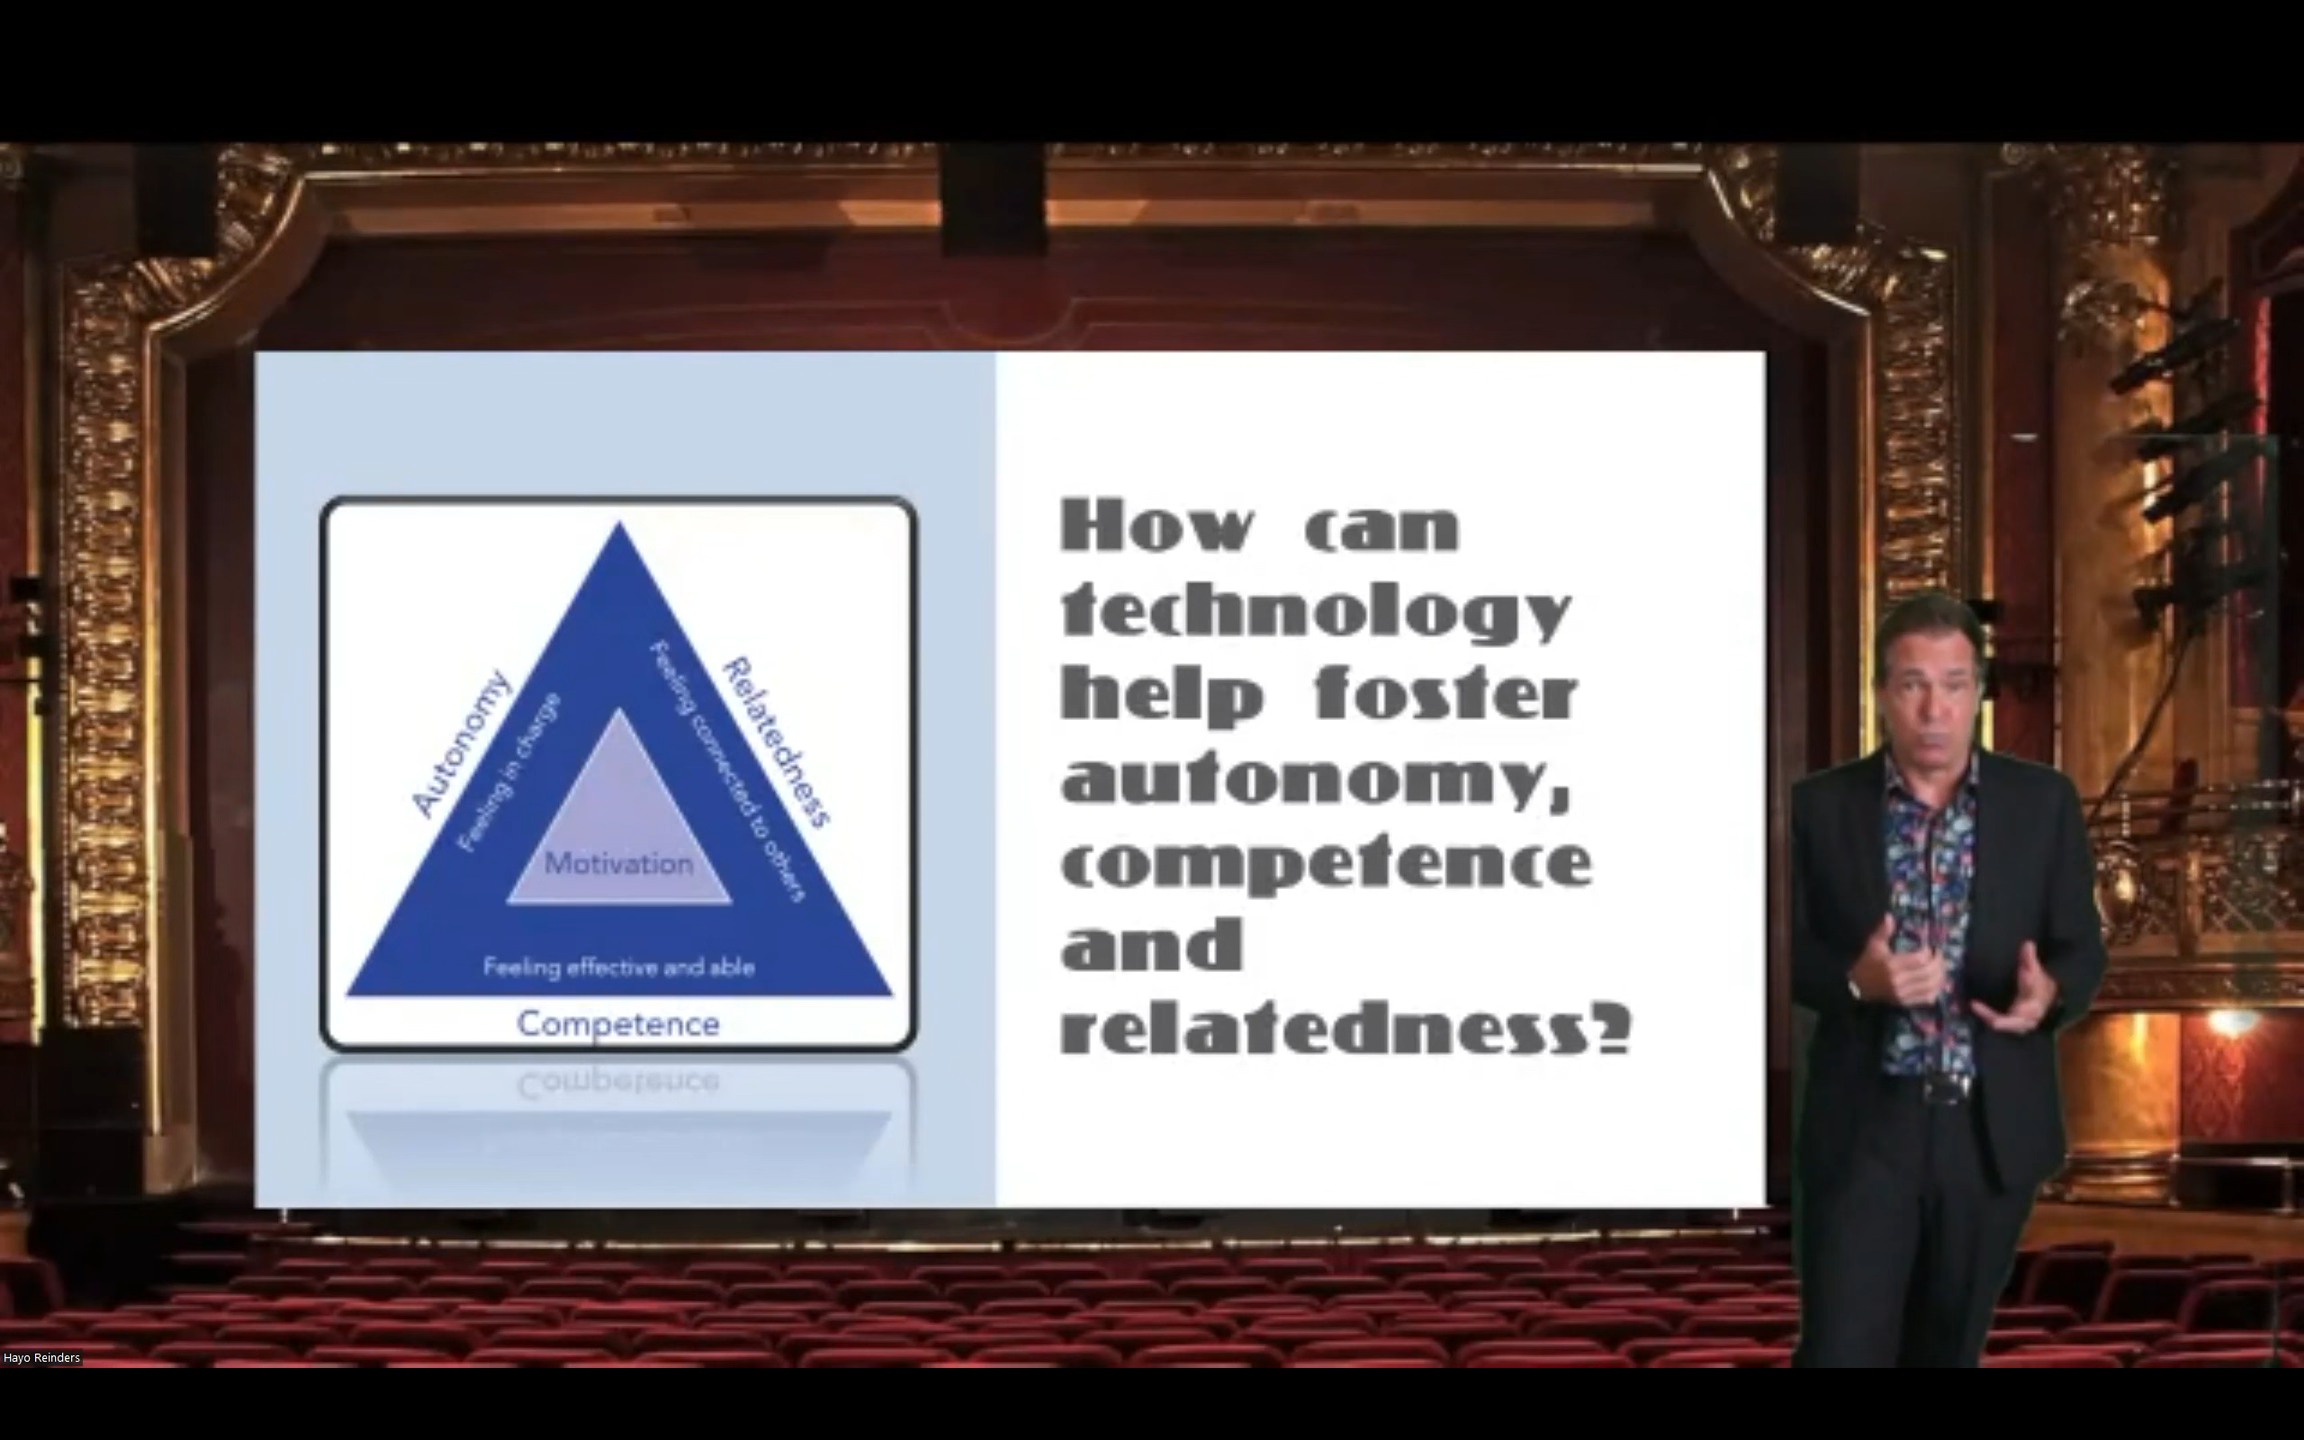 Autonomy
Feeling in charge
Relatedness
Feeling connected to others
Motivation
Feeling effective and able
Competence
How can
technology
help foster
autonomy,
competence
and
relatedness?
Hayo Reinders